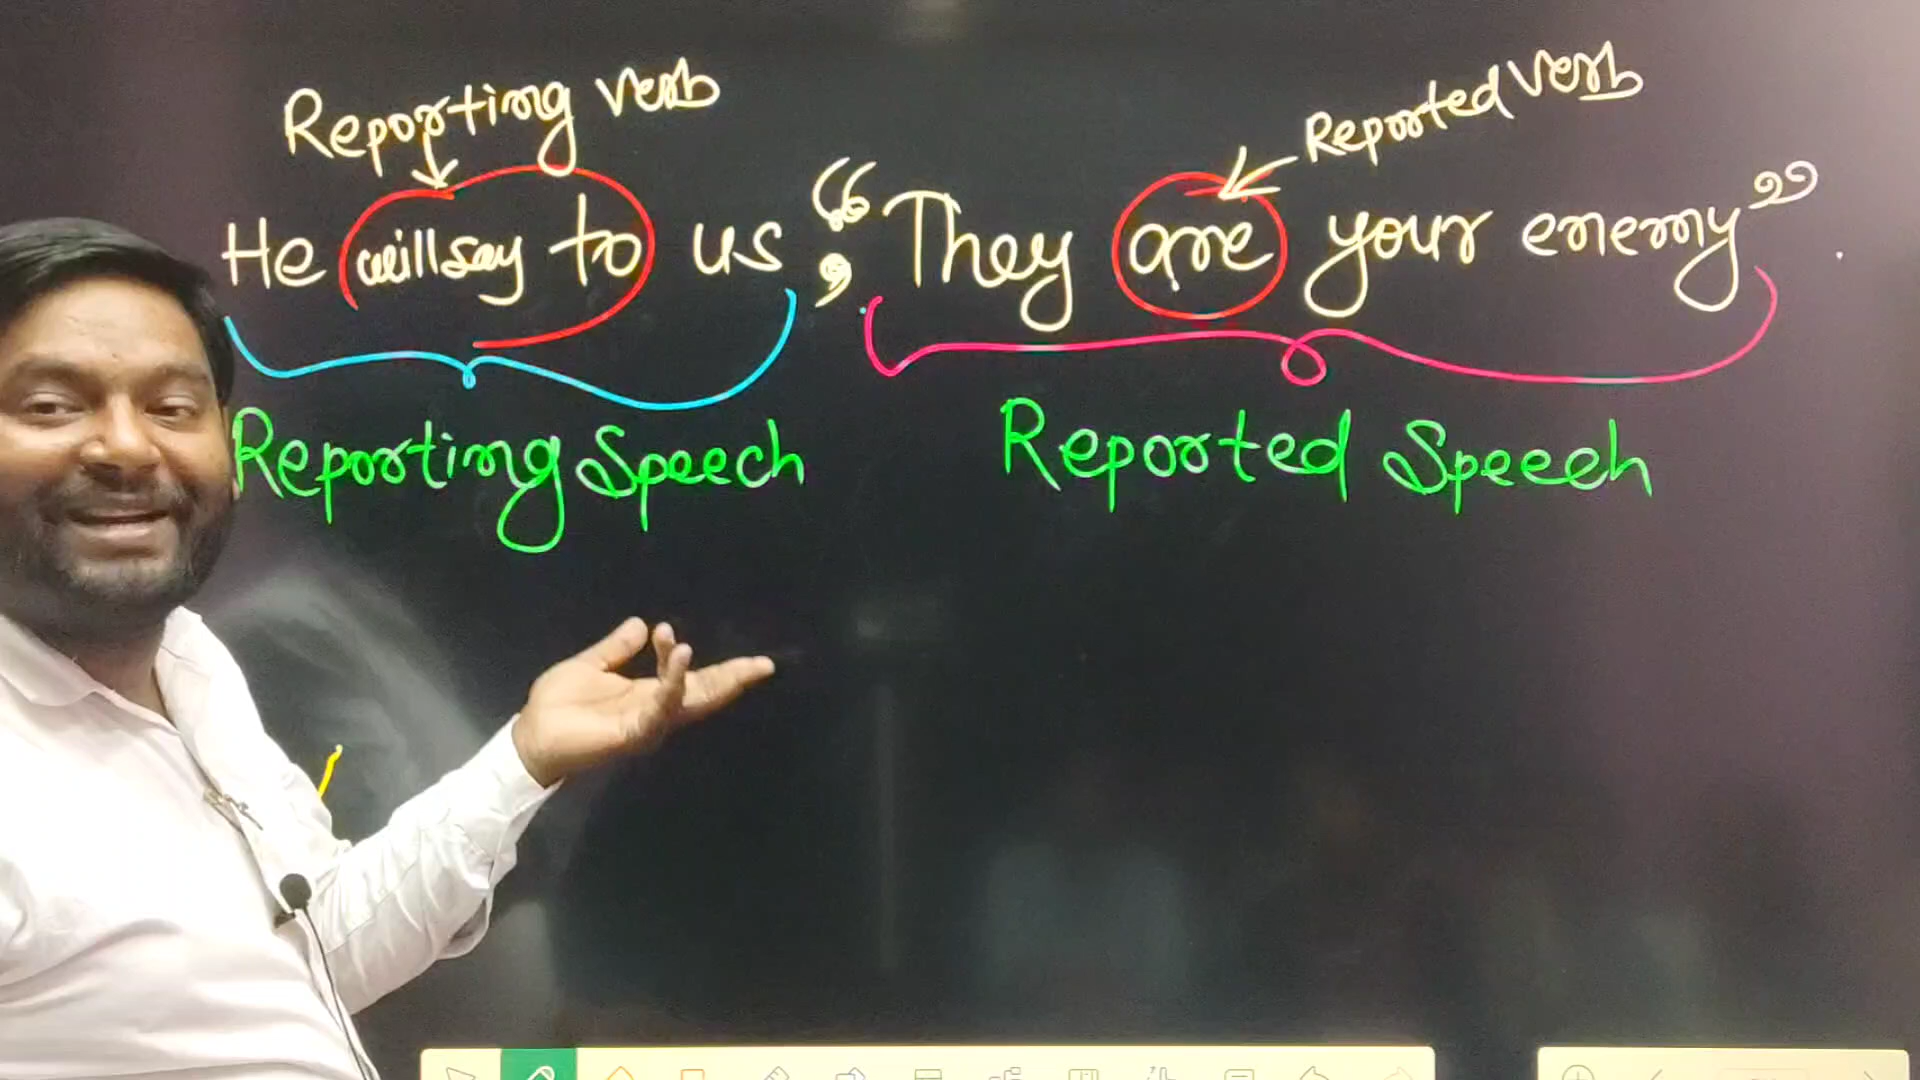 Reporting verb
Reported Verb
He will say to us, “They are your enemy”.
Reporting Speech
Reported Speech